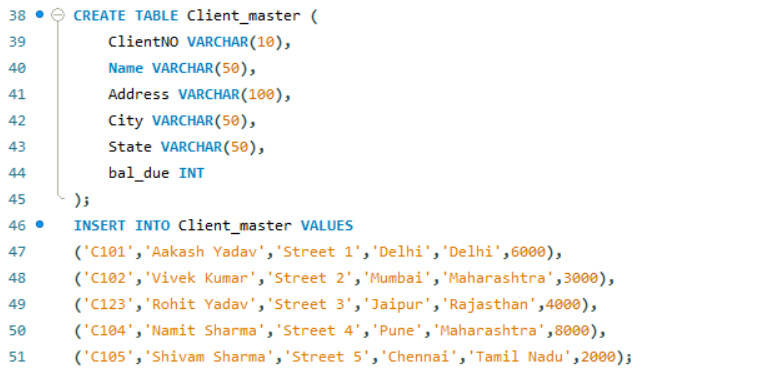 38 CREATE TABLE Client_master (
39 ClientNO VARCHAR(10),
40 Name VARCHAR(50),
41 Address VARCHAR(100),
42 City VARCHAR(50),
43 State VARCHAR(50),
44 bal_due INT
45 );
46 INSERT INTO Client_master VALUES
47 ('C101','Aakash Yadav','Street 1','Delhi','Delhi',6000),
48 ('C102','Vivek Kumar','Street 2','Mumbai','Maharashtra',3000),
49 ('C123','Rohit Yadav','Street 3','Jaipur','Rajasthan',4000),
50 ('C104','Namit Sharma','Street 4','Pune','Maharashtra',8000),
51 ('C105','Shivam Sharma','Street 5','Chennai','Tamil Nadu',2000);